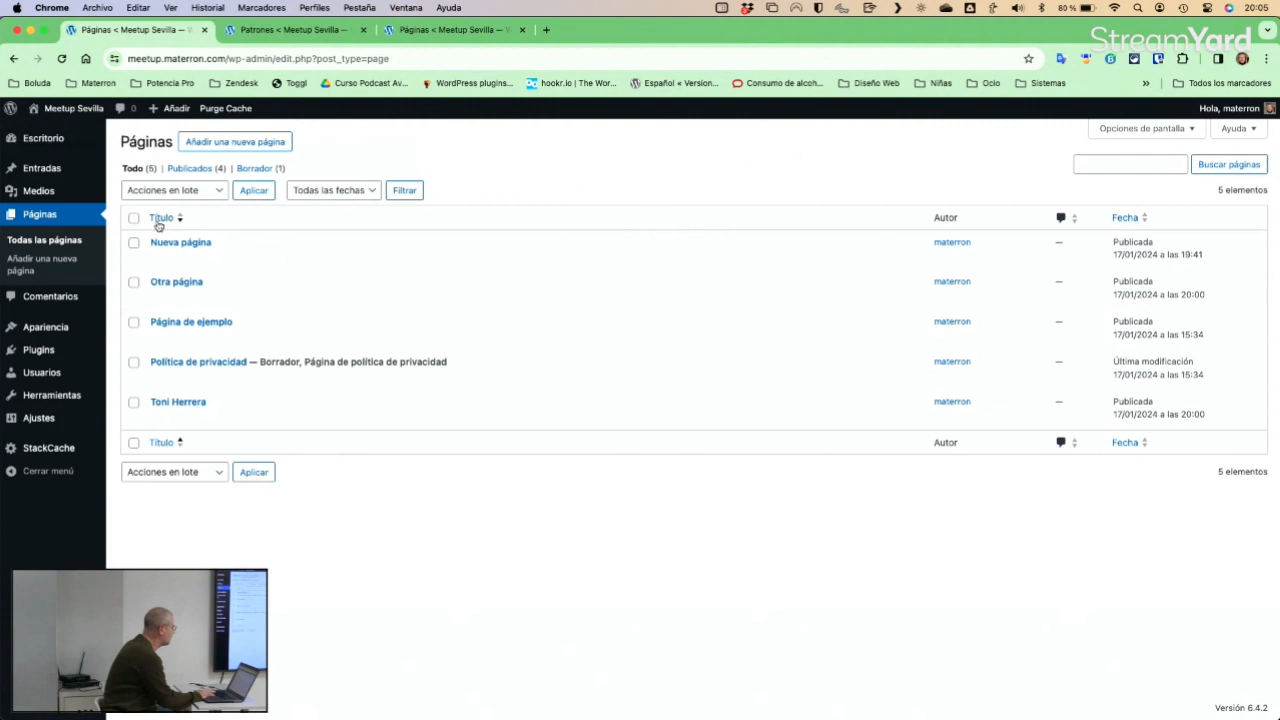 Chrome Archivo Editar Ver Historial Marcadores Perfiles Pestaña Ventana Ayuda 80 % 20:05
Páginas < Meetup Sevilla — W × Patrones < Meetup Sevilla — × Páginas < Meetup Sevilla — W × +
StreamYard
meetup.materron.com/wp-admin/edit.php?post_type=page
Boluda Materron Potencia Pro Zendesk Toggl Curso Podcast Av... WordPress plugins... hookr.io | The Wor... Español « Version... Consumo de alcoh... Diseño Web Niñas Ocio Sistemas » Todos los marcadores
Meetup Sevilla 0 + Añadir Purge Cache Hola, materron
Escritorio
Entradas
Medios
Páginas
Todas las páginas
Añadir una nueva
página
Comentarios
Apariencia
Plugins
Usuarios
Herramientas
Ajustes
StackCache
Cerrar menú
Opciones de pantalla ▼ Ayuda ▼
Páginas Añadir una nueva página
Todo (5) | Publicados (4) | Borrador (1)
Buscar páginas
Acciones en lote Aplicar Todas las fechas Filtrar 5 elementos
Título Autor Fecha
Nueva página materron — Publicada
17/01/2024 a las 19:41
Otra página materron — Publicada
17/01/2024 a las 20:00
Página de ejemplo materron — Publicada
17/01/2024 a las 15:34
Política de privacidad — Borrador, Página de política de privacidad materron — Última modificación
17/01/2024 a las 15:34
Toni Herrera materron — Publicada
17/01/2024 a las 20:00
Título Autor Fecha
Acciones en lote Aplicar 5 elementos
Versión 6.4.2